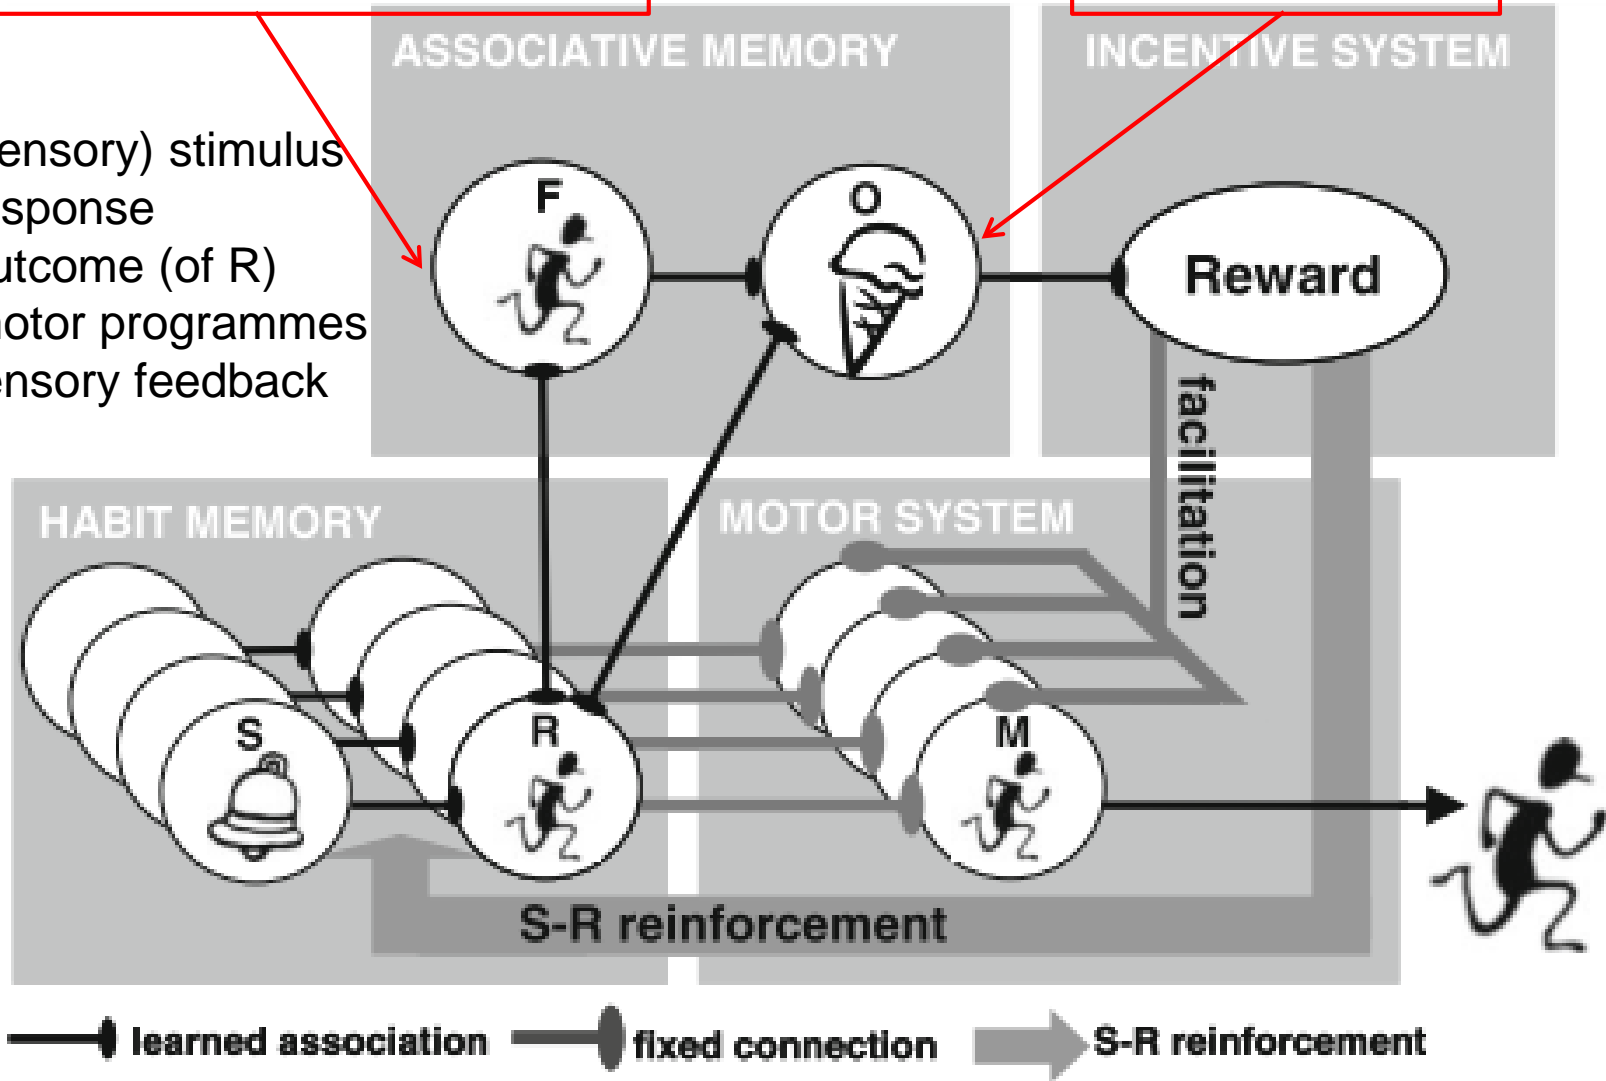 ASSOCIATIVE MEMORY
INCENTIVE SYSTEM
ensory) stimulus
sponse
utcome (of R)
notor programmes
ensory feedback
F
O
Reward
facilitation
HABIT MEMORY
MOTOR SYSTEM
S
R
M
S-R reinforcement
learned association
fixed connection
S-R reinforcement